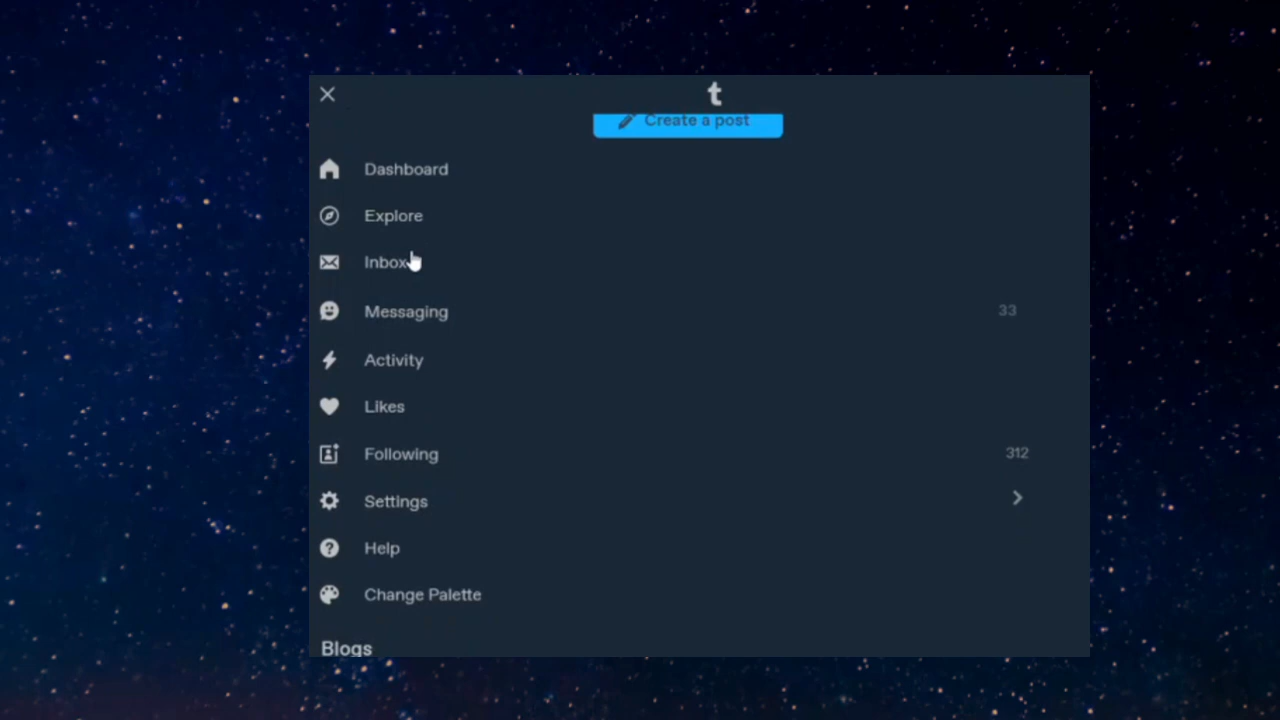 t
Create a post
Dashboard
Explore
Inbox
Messaging 33
Activity
Likes
Following 312
Settings
Help
Change Palette
Blogs